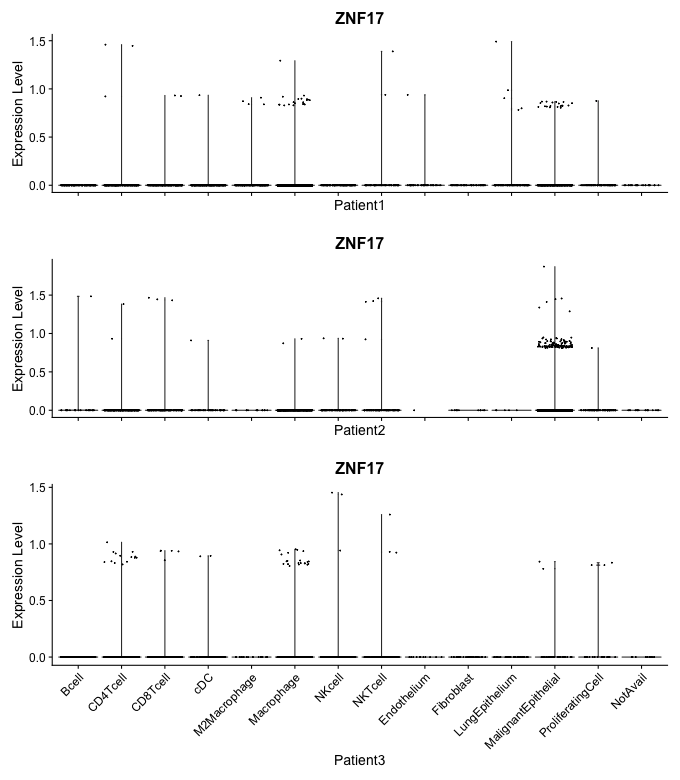 ZNF17
Expression Level
1.5
1.0
0.5
0.0
Patient1
ZNF17
Expression Level
1.5
1.0
0.5
0.0
Patient2
ZNF17
Expression Level
1.5
1.0
0.5
0.0
Bcell
CD4Tcell
CD8Tcell
cDC
M2Macrophage
Macrophage
NKcell
NKTcell
Endothelium
Fibroblast
LungEpithelium
MalignantEpithelial
ProliferatingCell
NotAvail
Patient3